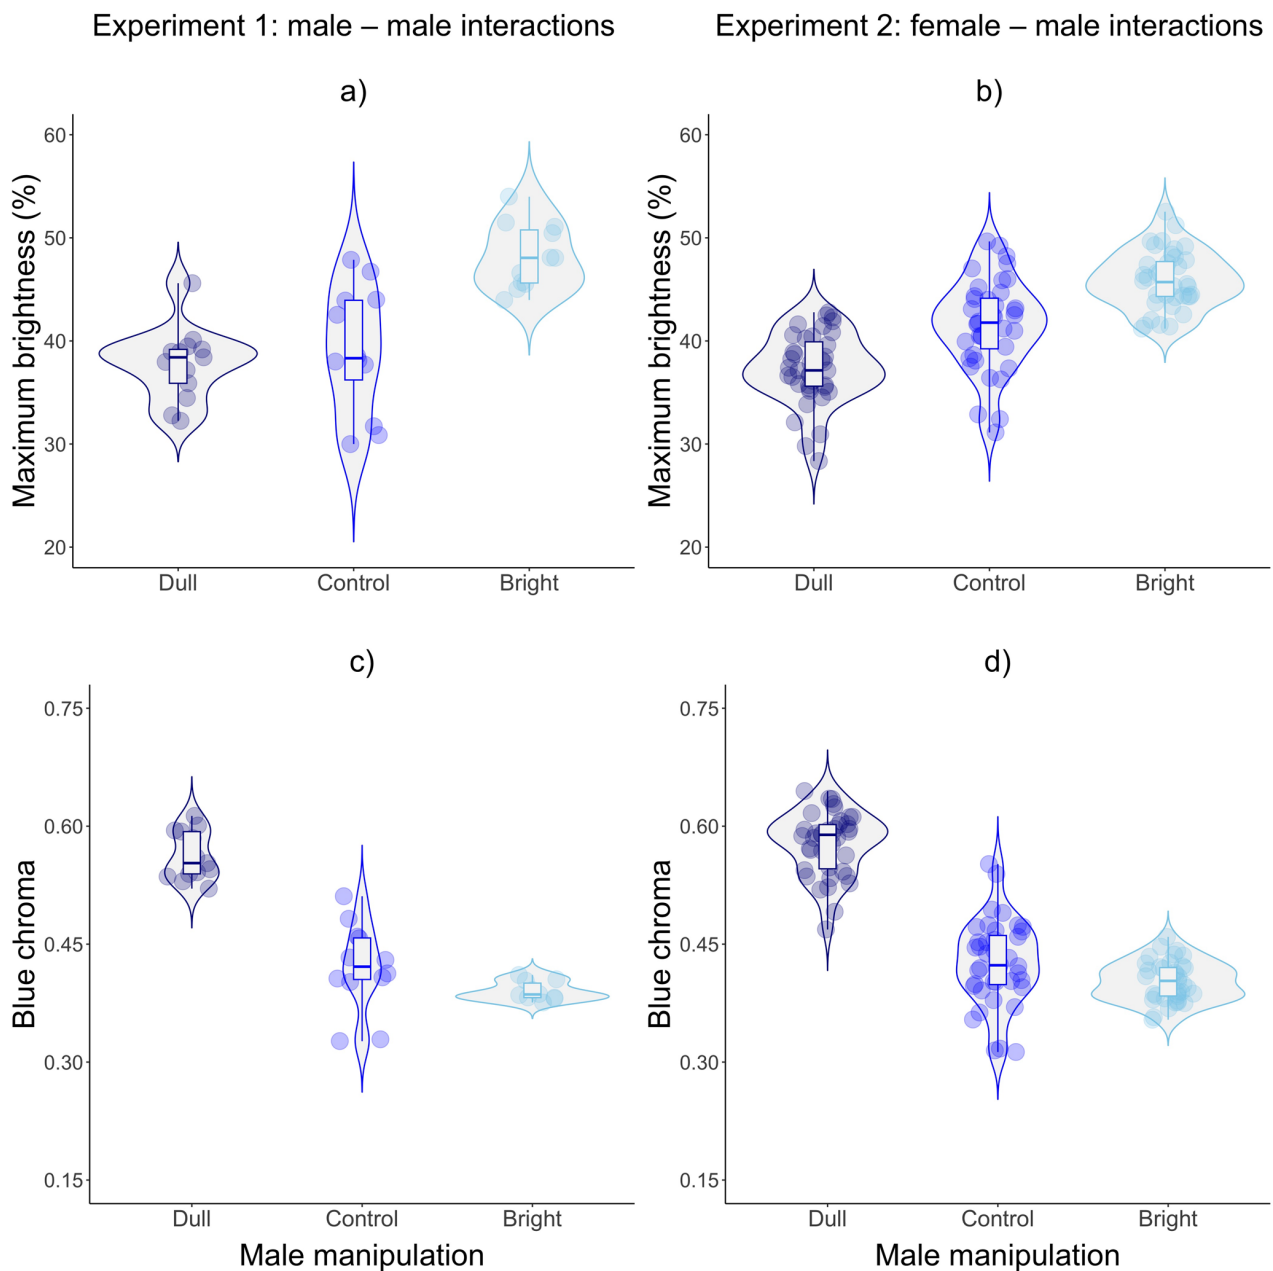 Experiment 1: male – male interactions
Experiment 2: female – male interactions
a)
Maximum brightness (%)
60
50
40
30
20
Dull Control Bright
b)
Maximum brightness (%)
60
50
40
30
20
Dull Control Bright
c)
Blue chroma
0.75
0.60
0.45
0.30
0.15
Dull Control Bright
Male manipulation
d)
Blue chroma
0.75
0.60
0.45
0.30
0.15
Dull Control Bright
Male manipulation